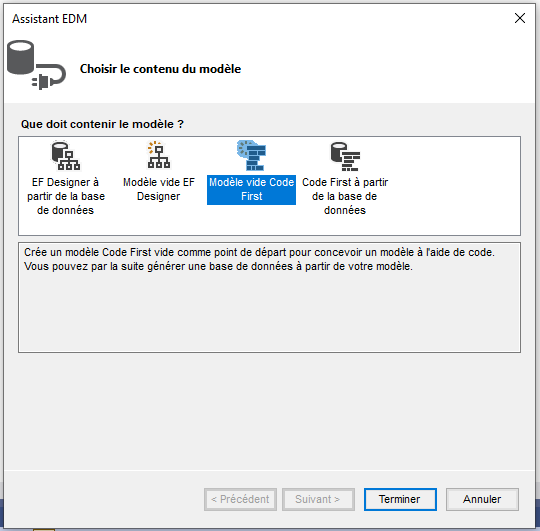 Assistant EDM
Choisir le contenu du modèle
Que doit contenir le modèle ?
EF Designer à
partir de la base
de données
Modèle vide EF
Designer
Modèle vide Code
First
Code First à partir
de la base de
données
Crée un modèle Code First vide comme point de départ pour concevoir un modèle à l'aide de code.
Vous pouvez par la suite générer une base de données à partir de votre modèle.
< Précédent
Suivant >
Terminer
Annuler